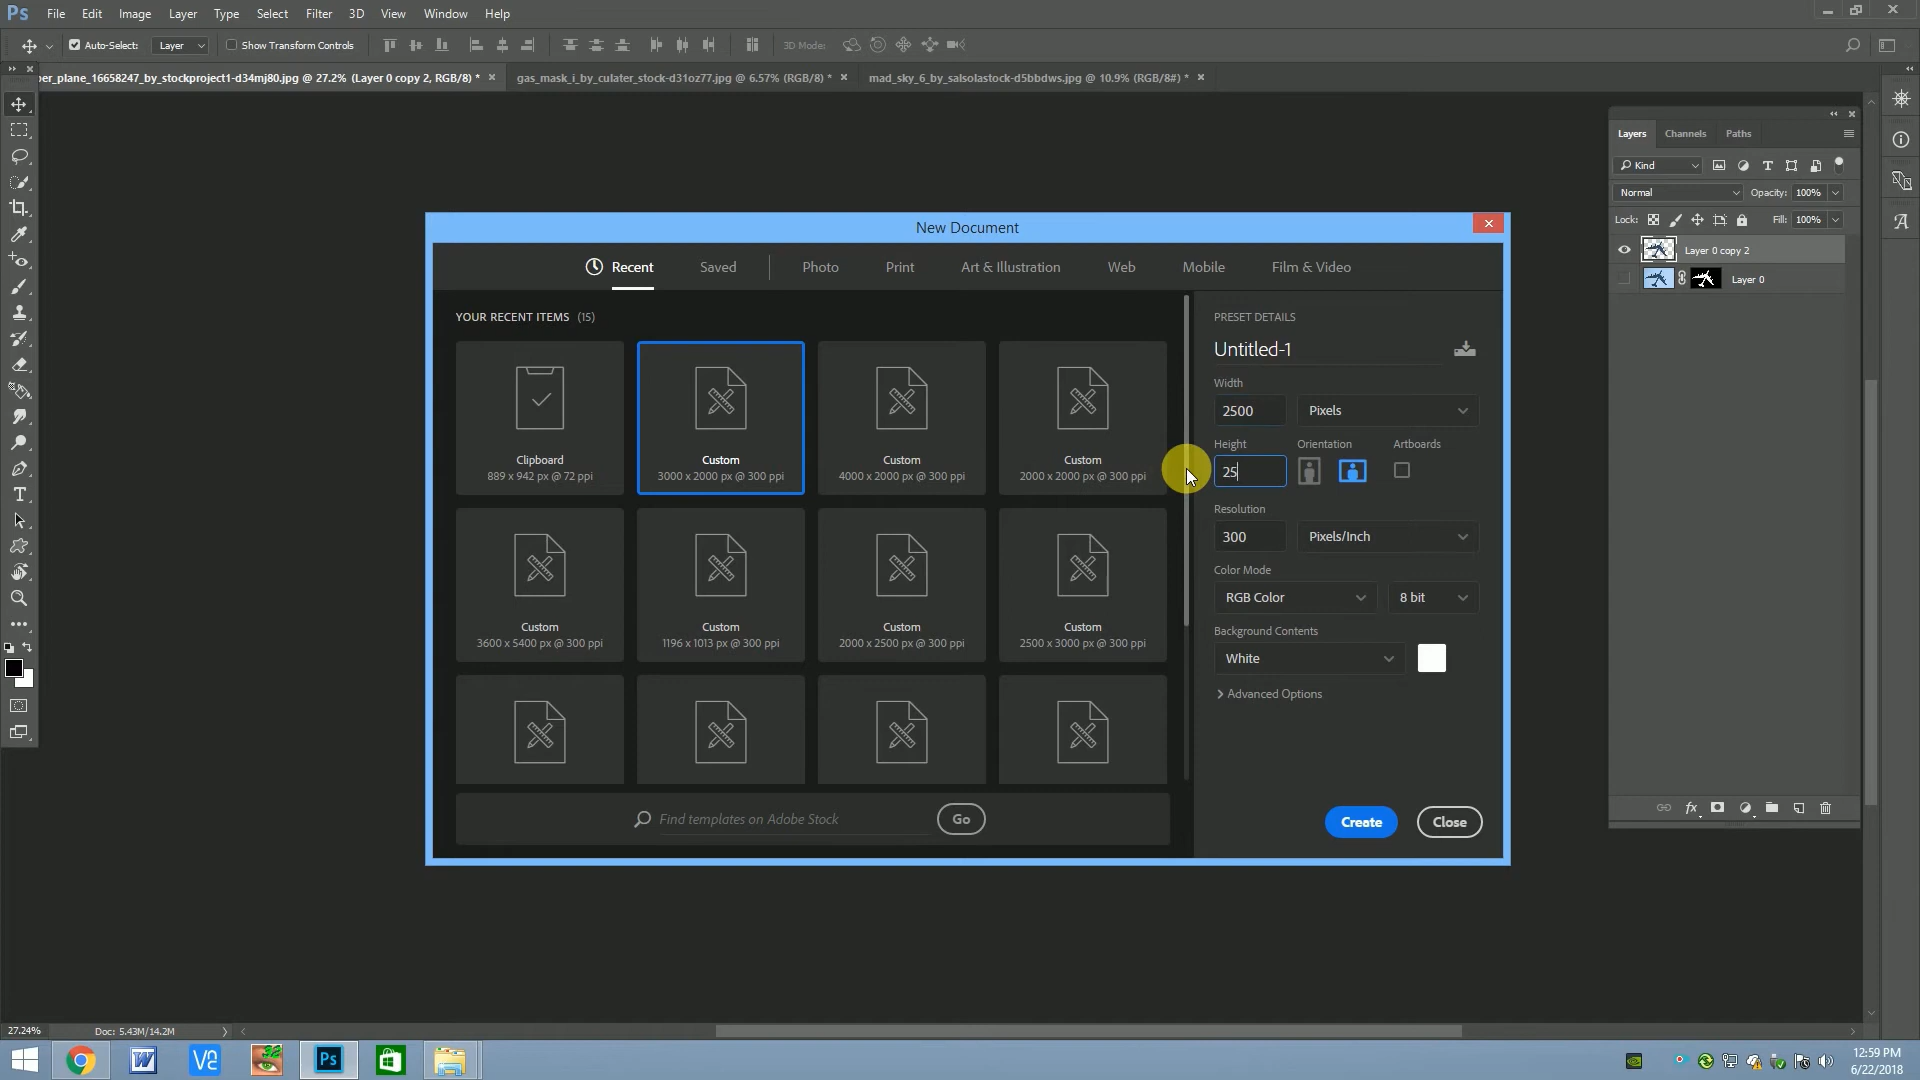 Ps File Edit Image Layer Type Select Filter 3D View Window Help
Auto-Select: Layer Show Transform Controls 3D Mode:
per_plane_16658247_by_stockproject1-d34mj80.jpg @ 27.2% (Layer 0 copy 2, RGB/8) * gas_mask_i_by_culater_stock-d31oz77.jpg @ 6.57% (RGB/8) * mad_sky_6_by_salsolastock-d5bbdws.jpg @ 10.9% (RGB/8#) *
Layers Channels Paths
Kind
Normal Opacity: 100%
Lock: Fill: 100%
Layer 0 copy 2
Layer 0
New Document
Recent Saved Photo Print Art & Illustration Web Mobile Film & Video
YOUR RECENT ITEMS (15)
Clipboard Custom Custom Custom
889 x 942 px @ 72 ppi 3000 x 2000 px @ 300 ppi 4000 x 2000 px @ 300 ppi 2000 x 2000 px @ 300 ppi
Custom Custom Custom Custom
3600 x 5400 px @ 300 ppi 1196 x 1013 px @ 300 ppi 2000 x 2500 px @ 300 ppi 2500 x 3000 px @ 300 ppi
Find templates on Adobe Stock Go
PRESET DETAILS
Untitled-1
Width
2500 Pixels
Height Orientation Artboards
25
Resolution
300 Pixels/Inch
Color Mode
RGB Color 8 bit
Background Contents
White
Advanced Options
Create Close
27.24% Doc: 5.43M/14.2M
Ps
12:59 PM
6/22/2018